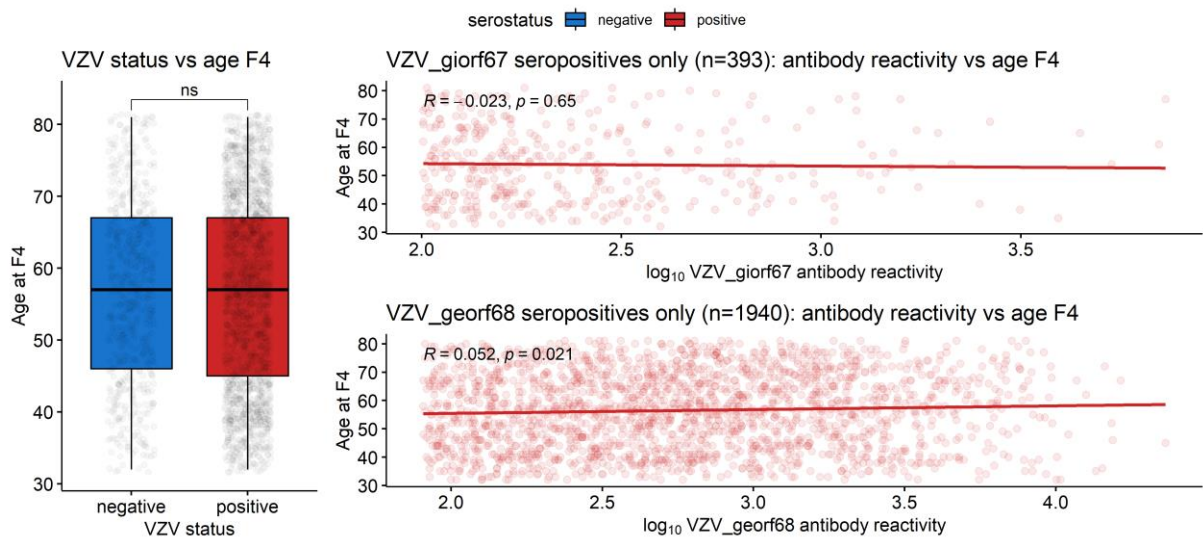 serostatus negative positive
VZV status vs age F4
ns
80
70
60
50
40
30
Age at F4
negative positive
VZV status
VZV_giorf67 seropositives only (n=393): antibody reactivity vs age F4
R = −0.023, p = 0.65
80
70
60
50
40
30
Age at F4
2.0 2.5 3.0 3.5
log₁₀ VZV_giorf67 antibody reactivity
VZV_georf68 seropositives only (n=1940): antibody reactivity vs age F4
R = 0.052, p = 0.021
80
70
60
50
40
30
Age at F4
2.0 2.5 3.0 3.5 4.0
log₁₀ VZV_georf68 antibody reactivity